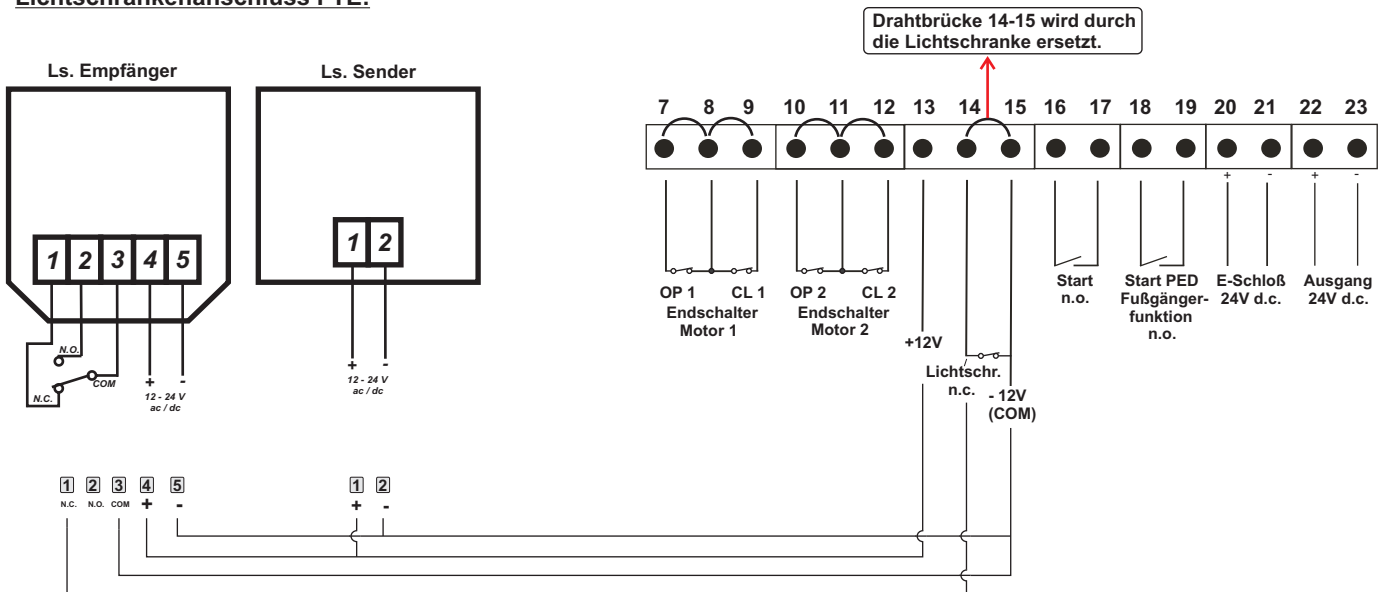 Lichtschrankenanschluss FTE:
Drahtbrücke 14-15 wird durch
die Lichtschranke ersetzt.
Ls. Empfänger
Ls. Sender
7 8 9 10 11 12 13 14 15 16 17 18 19 20 21 22 23
+ - + -
1 2 3 4 5
1 2
OP 1 CL 1
Endschalter
Motor 1
OP 2 CL 2
Endschalter
Motor 2
Start
n.o.
Start PED
Fußgänger-
funktion
n.o.
E-Schloß
24V d.c.
Ausgang
24V d.c.
+12V
Lichtschr.
n.c.
- 12V
(COM)
N.O.
COM
N.C.
+ -
12 - 24 V
ac / dc
+ -
12 - 24 V
ac / dc
1 2 3 4 5
N.C. N.O. COM + -
1 2
+ -